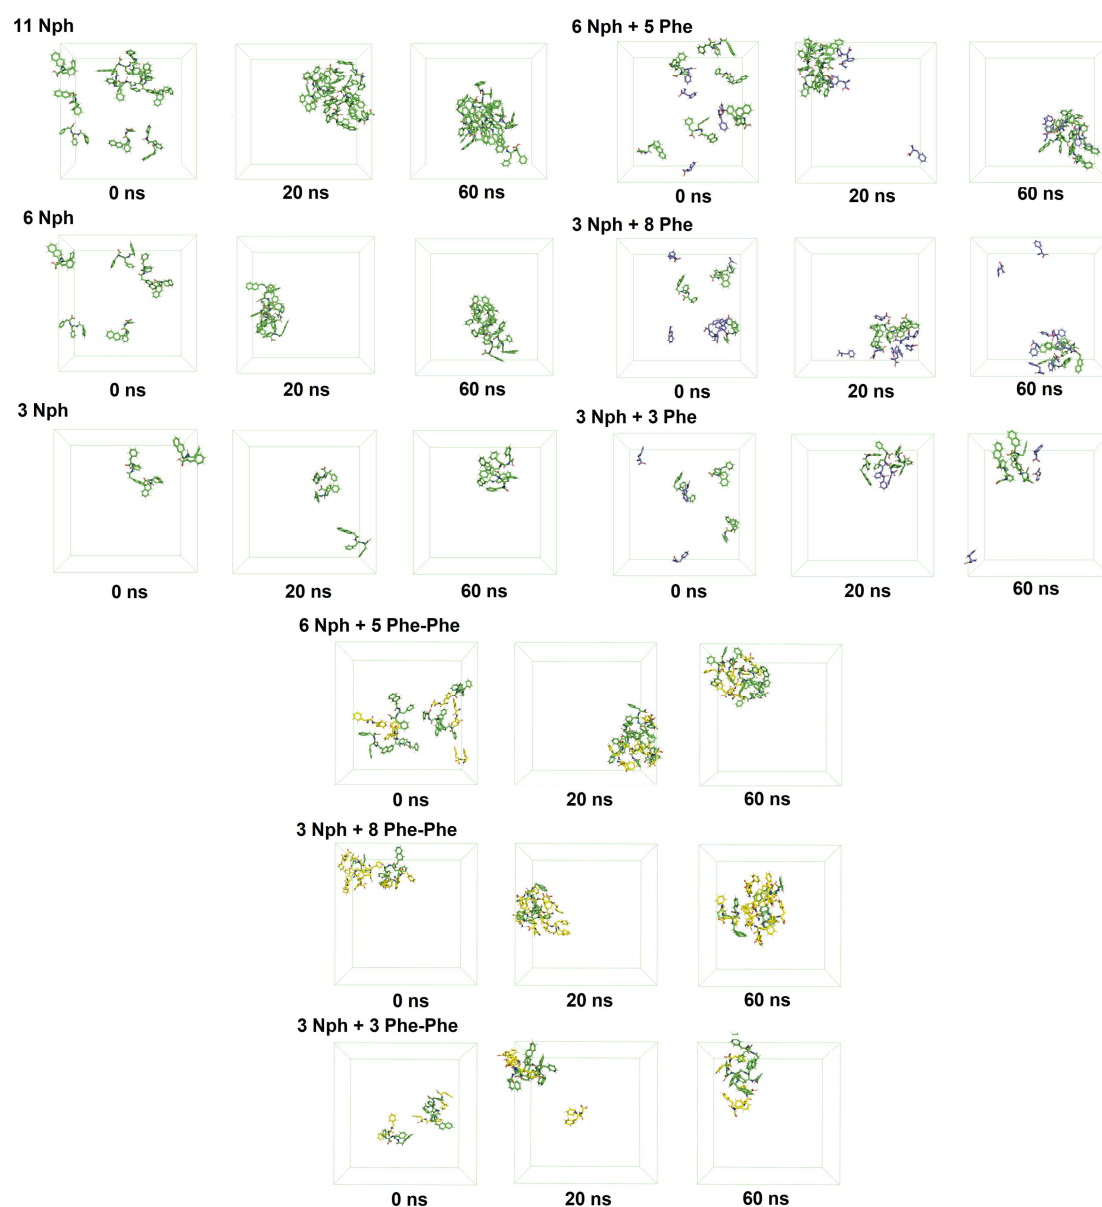 11 Nph
0 ns
20 ns
60 ns
6 Nph + 5 Phe
0 ns
20 ns
60 ns
6 Nph
0 ns
20 ns
60 ns
3 Nph + 8 Phe
0 ns
20 ns
60 ns
3 Nph
0 ns
20 ns
60 ns
3 Nph + 3 Phe
0 ns
20 ns
60 ns
6 Nph + 5 Phe-Phe
0 ns
20 ns
60 ns
3 Nph + 8 Phe-Phe
0 ns
20 ns
60 ns
3 Nph + 3 Phe-Phe
0 ns
20 ns
60 ns